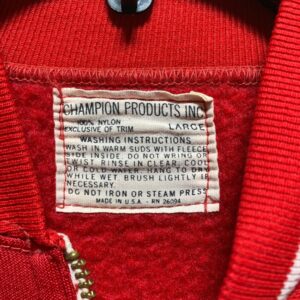 CHAMPION PRODUCTS INC
100% NYLON
EXCLUSIVE OF TRIM LARGE
WASHING INSTRUCTIONS
WASH IN WARM SUDS WITH FLEECE
SIDE INSIDE. DO NOT WRING OR
TWIST. RINSE IN CLEAR, COOL
OR COLD WATER. HANG TO DRY
WHILE WET. BRUSH LIGHTLY IF
NECESSARY.
DO NOT IRON OR STEAM PRESS
MADE IN U.S.A. - RN 26094